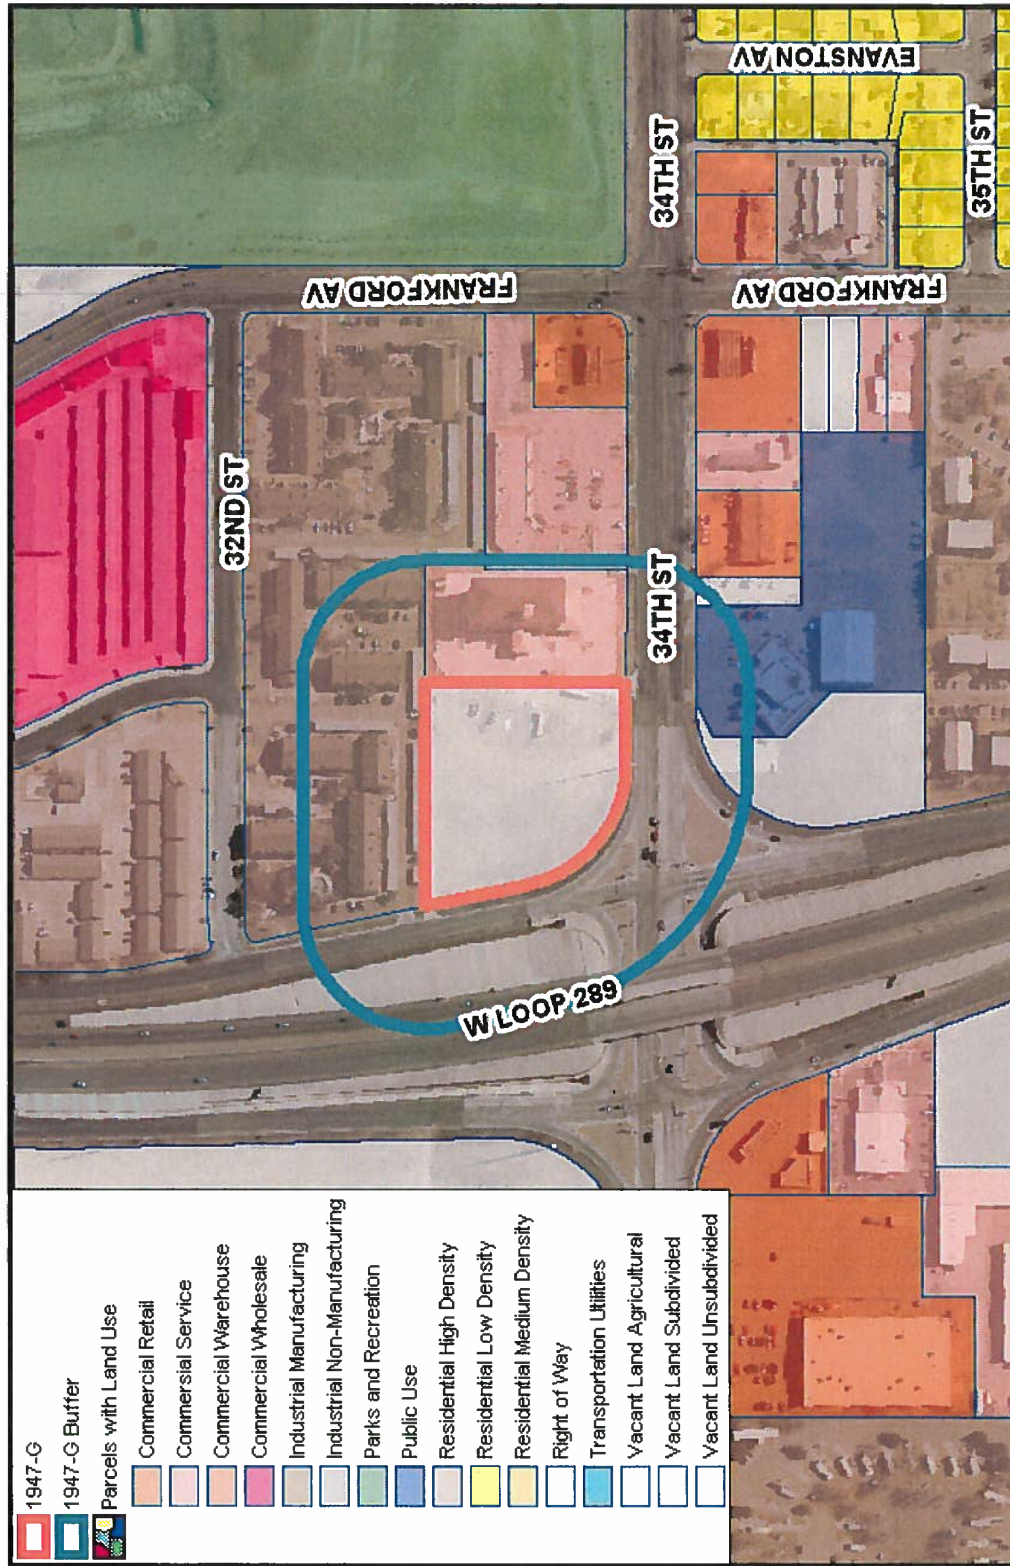 1947-G
1947-G Buffer
Parcels with Land Use
Commercial Retail
Commersial Service
Commercial Warehouse
Commercial Wholesale
Industrial Manufacturing
Industrial Non-Manufacturing
Parks and Recreation
Public Use
Residential High Density
Residential Low Density
Residential Medium Density
Right of Way
Transportation Utilities
Vacant Land Agricultural
Vacant Land Subdivided
Vacant Land Unsubdivided
W LOOP 289
32ND ST
34TH ST
FRANKFORD AV
FRANKFORD AV
34TH ST
EVANSTON AV
35TH ST